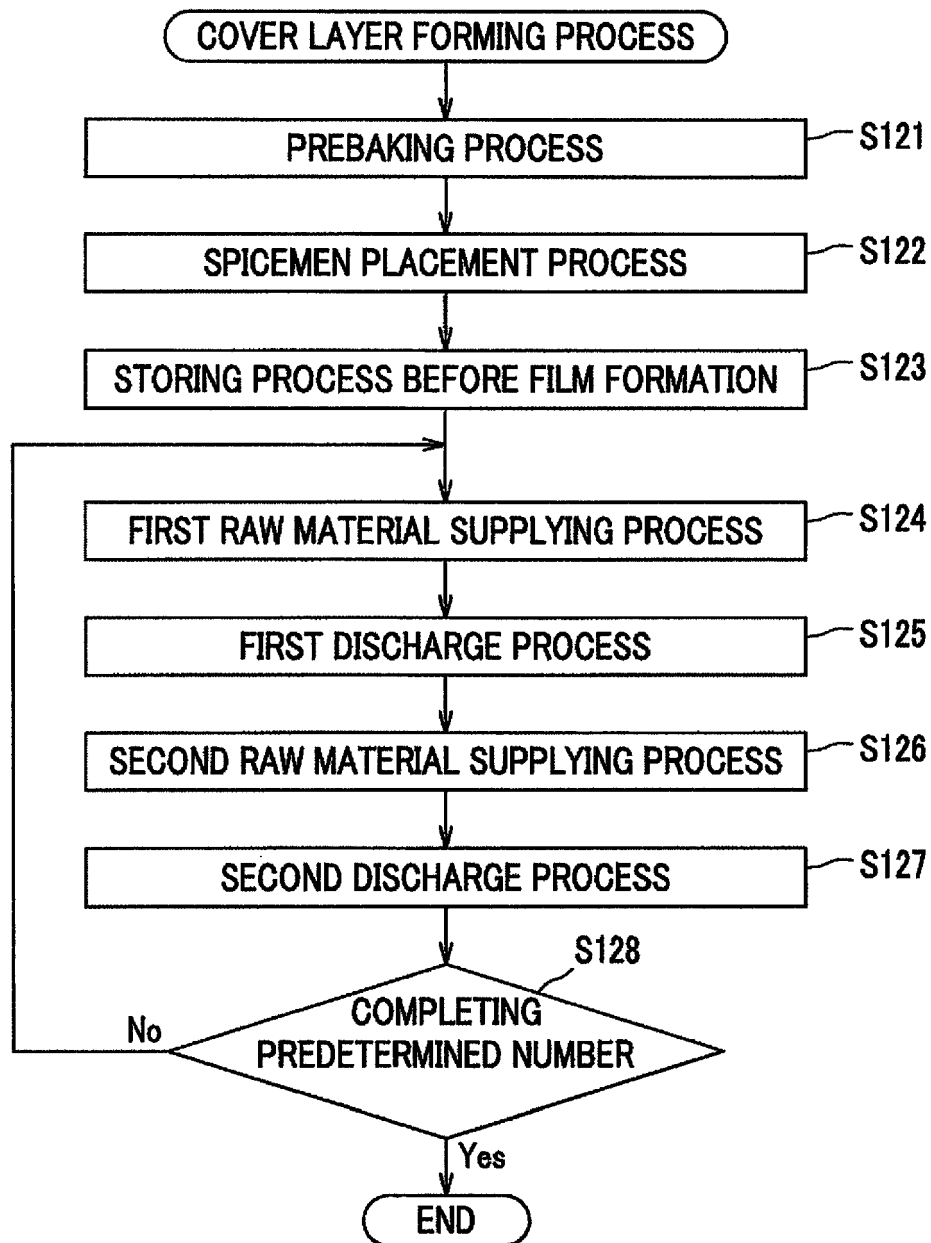 COVER LAYER FORMING PROCESS
PREBAKING PROCESS
S121
SPICEMEN PLACEMENT PROCESS
S122
STORING PROCESS BEFORE FILM FORMATION
S123
FIRST RAW MATERIAL SUPPLYING PROCESS
S124
FIRST DISCHARGE PROCESS
S125
SECOND RAW MATERIAL SUPPLYING PROCESS
S126
SECOND DISCHARGE PROCESS
S127
S128
COMPLETING
PREDETERMINED NUMBER
No
Yes
END